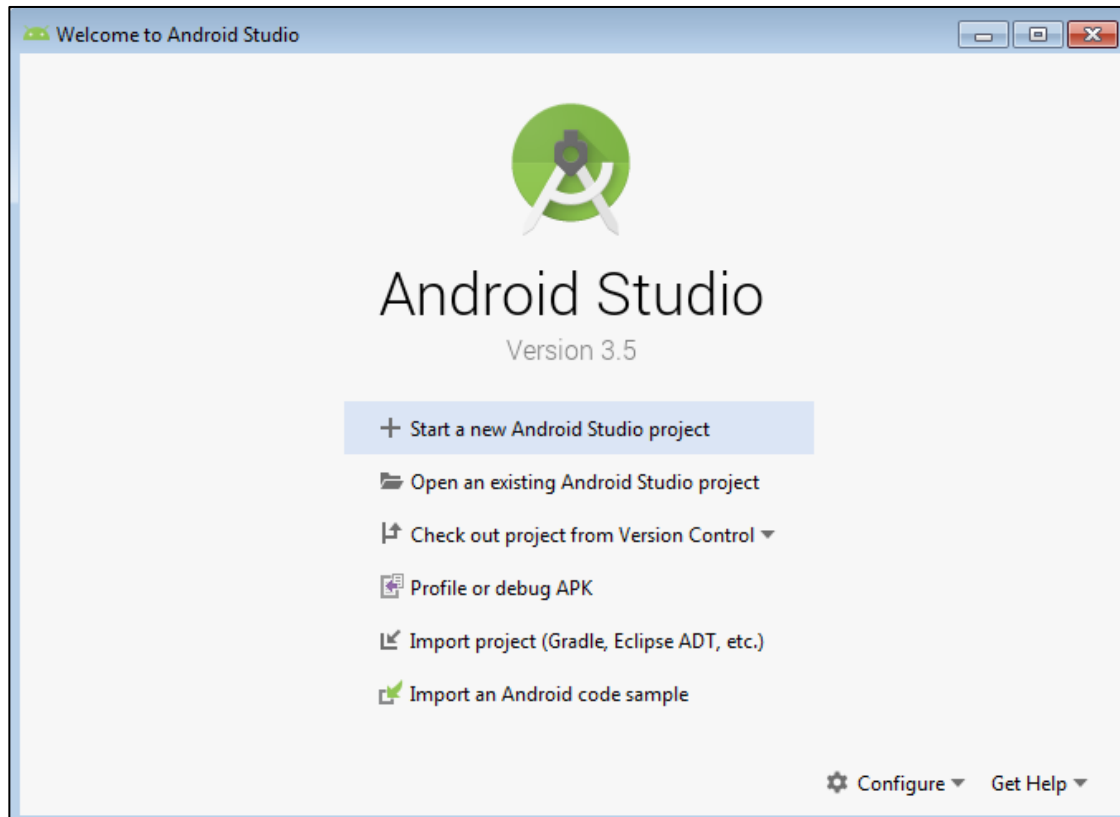 Welcome to Android Studio
Android Studio
Version 3.5
Start a new Android Studio project
Open an existing Android Studio project
Check out project from Version Control
Profile or debug APK
Import project (Gradle, Eclipse ADT, etc.)
Import an Android code sample
Configure Get Help